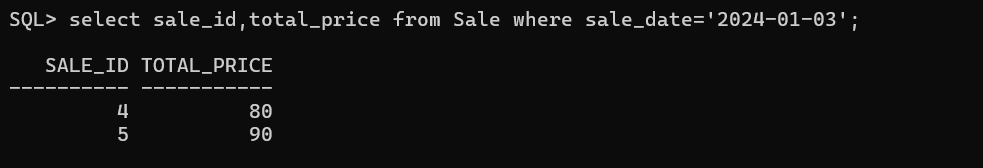 SQL> select sale_id,total_price from Sale where sale_date='2024-01-03';
   SALE_ID TOTAL_PRICE
---------- -----------
         4          80
         5          90